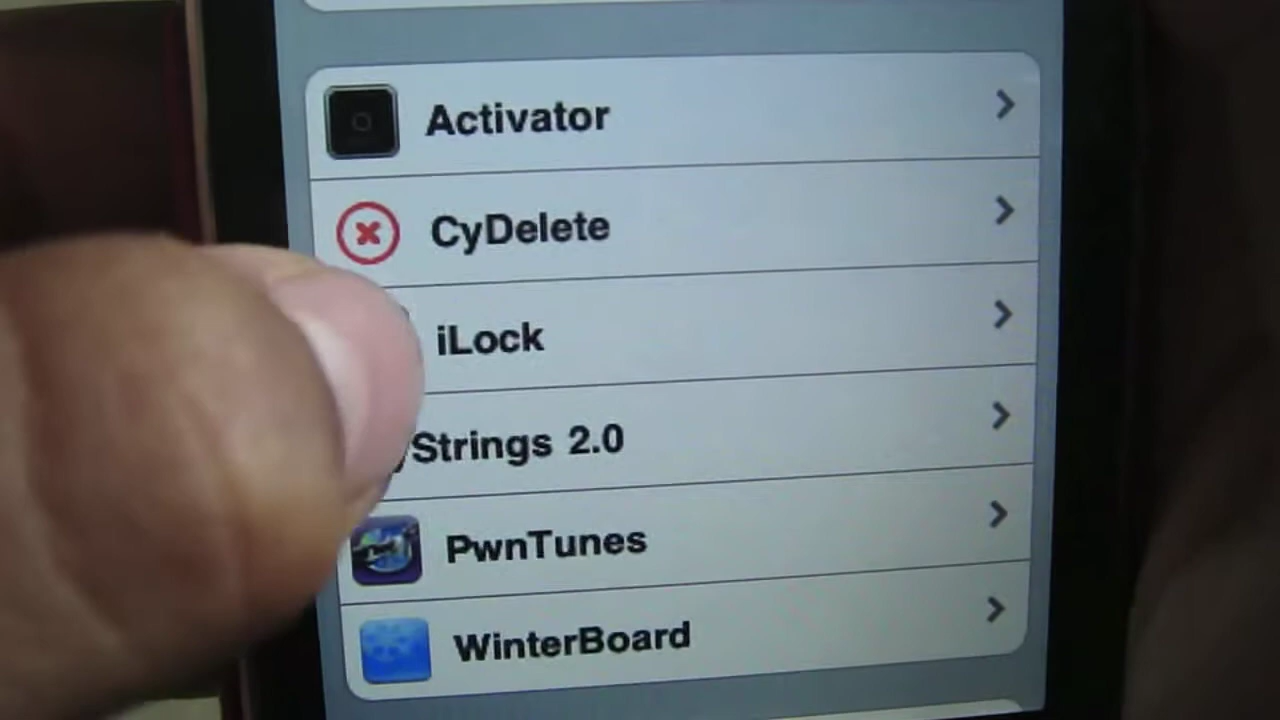 Activator
CyDelete
iLock
Strings 2.0
PwnTunes
WinterBoard